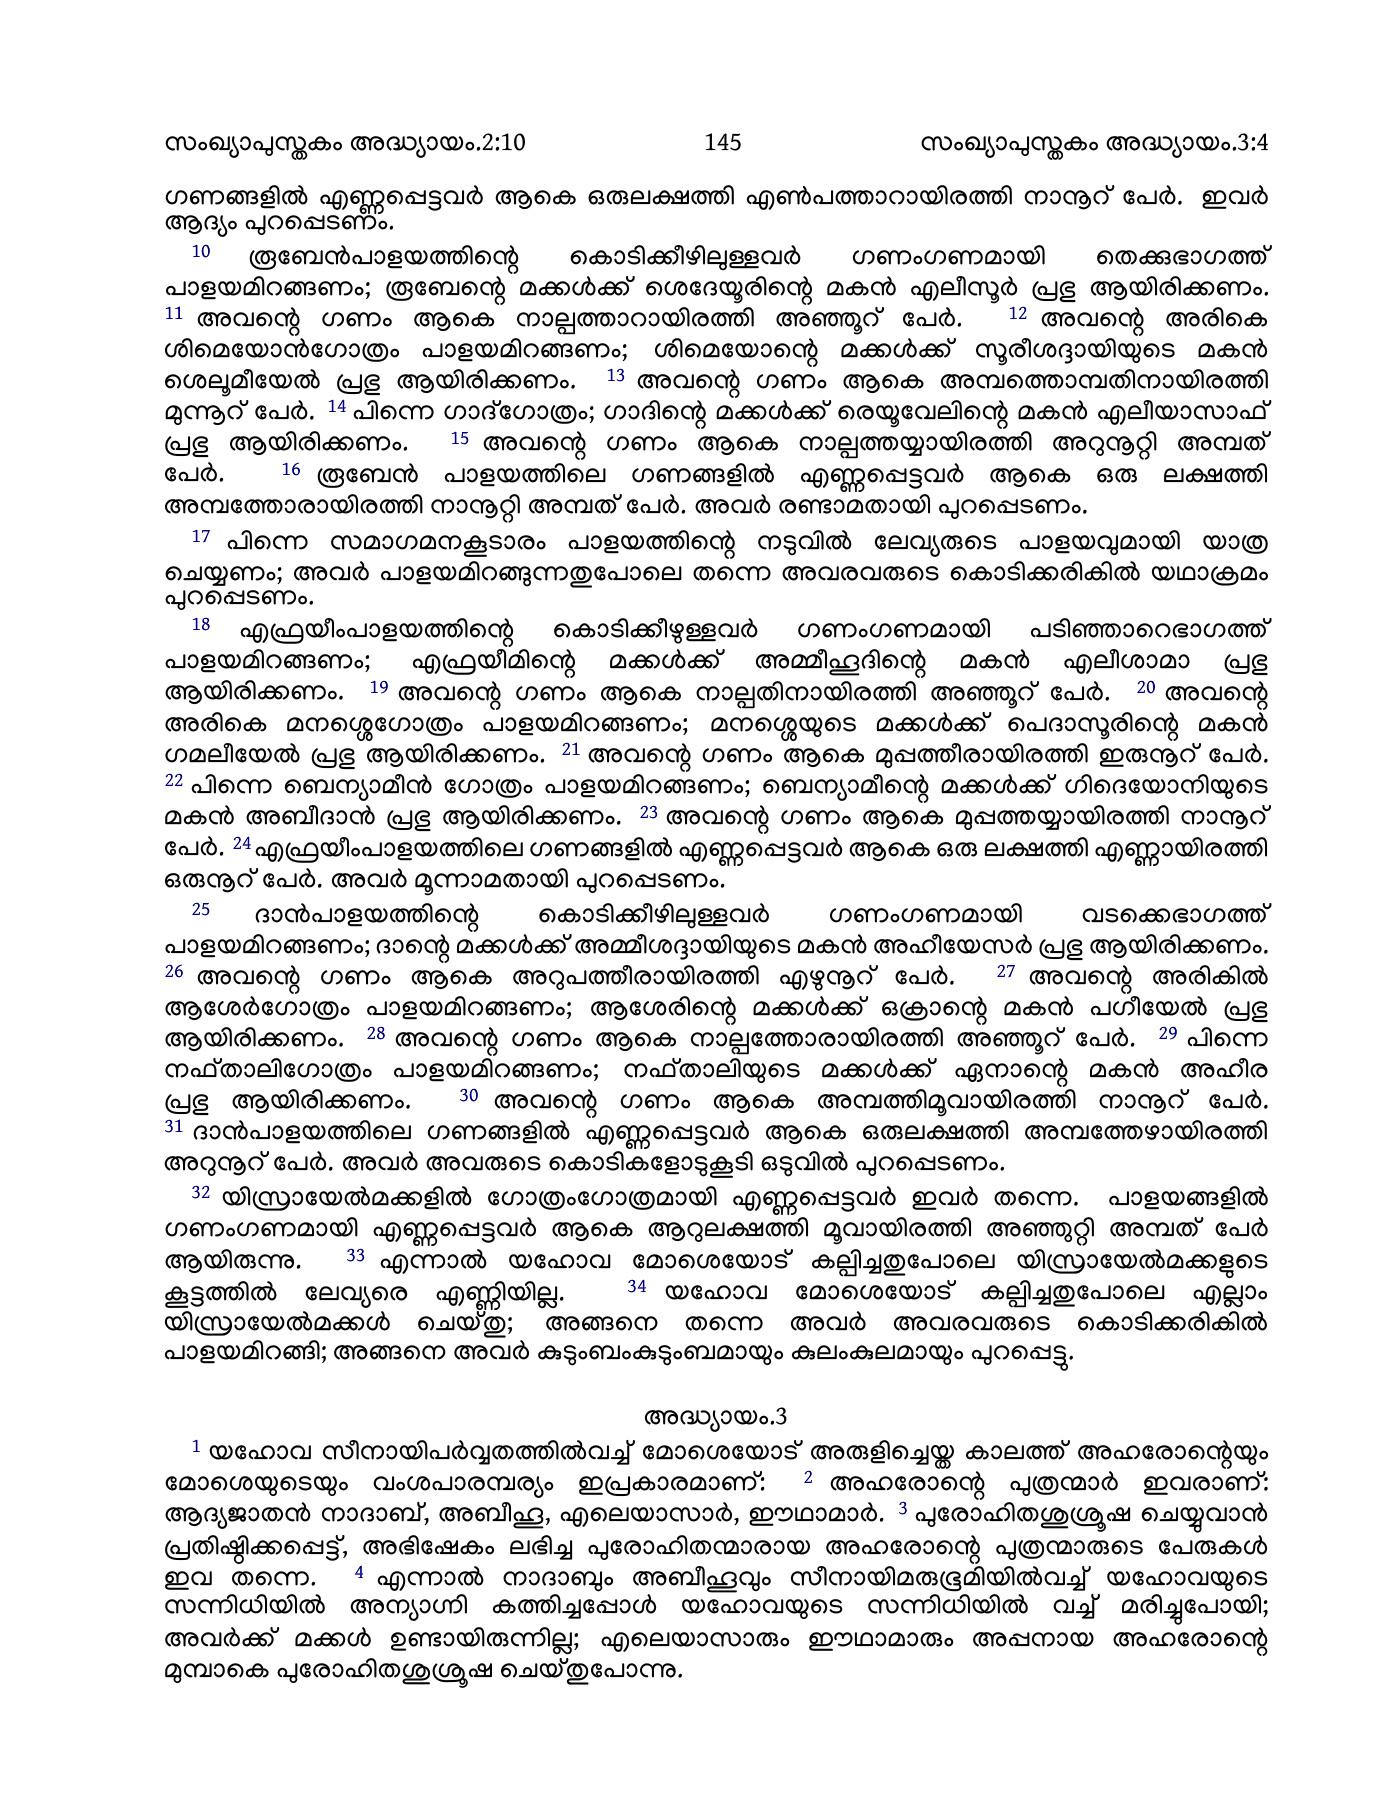 സംഖ്യാപുസ്തകം അദ്ധ്യായം.2:10 145 സംഖ്യാപുസ്തകം അദ്ധ്യായം.3:4
ഗണങ്ങളിൽ എണ്ണപ്പെട്ടവർ ആകെ ഒരുലക്ഷത്തി എൺപത്താറായിരത്തി നാനൂറ് പേർ. ഇവർ
ആദ്യം പുറപ്പെടണം.
10 രൂബേൻപാളയത്തിന്റെ കൊടിക്കീഴിലുള്ളവർ ഗണംഗണമായി തെക്കുഭാഗത്ത്
പാളയമിറങ്ങണം; രൂബേന്റെ മക്കൾക്ക് ശെദേയൂരിന്റെ മകൻ എലീസൂർ പ്രഭു ആയിരിക്കണം.
11 അവന്റെ ഗണം ആകെ നാല്പത്താറായിരത്തി അഞ്ഞൂറ് പേർ. 12 അവന്റെ അരികെ
ശിമെയോൻഗോത്രം പാളയമിറങ്ങണം; ശിമെയോന്റെ മക്കൾക്ക് സൂരീശദ്ദായിയുടെ മകൻ
ശെലൂമീയേൽ പ്രഭു ആയിരിക്കണം. 13 അവന്റെ ഗണം ആകെ അമ്പത്തൊമ്പതിനായിരത്തി
മുന്നൂറ് പേർ. 14 പിന്നെ ഗാദ്ഗോത്രം; ഗാദിന്റെ മക്കൾക്ക് രെയൂവേലിന്റെ മകൻ എലീയാസാഫ്
പ്രഭു ആയിരിക്കണം. 15 അവന്റെ ഗണം ആകെ നാല്പത്തയ്യായിരത്തി അറുനൂറ്റി അമ്പത്
പേർ. 16 രൂബേൻ പാളയത്തിലെ ഗണങ്ങളിൽ എണ്ണപ്പെട്ടവർ ആകെ ഒരു ലക്ഷത്തി
അമ്പത്തോരായിരത്തി നാനൂറ്റി അമ്പത് പേർ. അവർ രണ്ടാമതായി പുറപ്പെടണം.
17 പിന്നെ സമാഗമനകൂടാരം പാളയത്തിന്റെ നടുവിൽ ലേവ്യരുടെ പാളയവുമായി യാത്ര
ചെയ്യണം; അവർ പാളയമിറങ്ങുന്നതുപോലെ തന്നെ അവരവരുടെ കൊടിക്കരികിൽ യഥാക്രമം
പുറപ്പെടണം.
18 എഫ്രയീംപാളയത്തിന്റെ കൊടിക്കീഴുള്ളവർ ഗണംഗണമായി പടിഞ്ഞാറെഭാഗത്ത്
പാളയമിറങ്ങണം; എഫ്രയീമിന്റെ മക്കൾക്ക് അമ്മീഹൂദിന്റെ മകൻ എലീശാമാ പ്രഭു
ആയിരിക്കണം. 19 അവന്റെ ഗണം ആകെ നാല്പതിനായിരത്തി അഞ്ഞൂറ് പേർ. 20 അവന്റെ
അരികെ മനശ്ശെഗോത്രം പാളയമിറങ്ങണം; മനശ്ശെയുടെ മക്കൾക്ക് പെദാസൂരിന്റെ മകൻ
ഗമലീയേൽ പ്രഭു ആയിരിക്കണം. 21 അവന്റെ ഗണം ആകെ മുപ്പത്തീരായിരത്തി ഇരുനൂറ് പേർ.
22 പിന്നെ ബെന്യാമീൻ ഗോത്രം പാളയമിറങ്ങണം; ബെന്യാമീന്റെ മക്കൾക്ക് ഗിദെയോനിയുടെ
മകൻ അബീദാൻ പ്രഭു ആയിരിക്കണം. 23 അവന്റെ ഗണം ആകെ മുപ്പത്തയ്യായിരത്തി നാനൂറ്
പേർ. 24 എഫ്രയീംപാളയത്തിലെ ഗണങ്ങളിൽ എണ്ണപ്പെട്ടവർ ആകെ ഒരു ലക്ഷത്തി എണ്ണായിരത്തി
ഒരുനൂറ് പേർ. അവർ മൂന്നാമതായി പുറപ്പെടണം.
25 ദാൻപാളയത്തിന്റെ കൊടിക്കീഴിലുള്ളവർ ഗണംഗണമായി വടക്കെഭാഗത്ത്
പാളയമിറങ്ങണം; ദാന്റെ മക്കൾക്ക് അമ്മീശദ്ദായിയുടെ മകൻ അഹീയേസർ പ്രഭു ആയിരിക്കണം.
26 അവന്റെ ഗണം ആകെ അറുപത്തീരായിരത്തി എഴുനൂറ് പേർ. 27 അവന്റെ അരികിൽ
ആശേർഗോത്രം പാളയമിറങ്ങണം; ആശേരിന്റെ മക്കൾക്ക് ഒക്രാന്റെ മകൻ പഗീയേൽ പ്രഭു
ആയിരിക്കണം. 28 അവന്റെ ഗണം ആകെ നാല്പത്തോരായിരത്തി അഞ്ഞൂറ് പേർ. 29 പിന്നെ
നഫ്താലിഗോത്രം പാളയമിറങ്ങണം; നഫ്താലിയുടെ മക്കൾക്ക് ഏനാന്റെ മകൻ അഹീര
പ്രഭു ആയിരിക്കണം. 30 അവന്റെ ഗണം ആകെ അമ്പത്തിമൂവായിരത്തി നാനൂറ് പേർ.
31 ദാൻപാളയത്തിലെ ഗണങ്ങളിൽ എണ്ണപ്പെട്ടവർ ആകെ ഒരുലക്ഷത്തി അമ്പത്തേഴായിരത്തി
അറുനൂറ് പേർ. അവർ അവരുടെ കൊടികളോടുകൂടി ഒടുവിൽ പുറപ്പെടണം.
32 യിസ്രായേൽമക്കളിൽ ഗോത്രംഗോത്രമായി എണ്ണപ്പെട്ടവർ ഇവർ തന്നെ. പാളയങ്ങളിൽ
ഗണംഗണമായി എണ്ണപ്പെട്ടവർ ആകെ ആറുലക്ഷത്തി മൂവായിരത്തി അഞ്ഞുറ്റി അമ്പത് പേർ
ആയിരുന്നു. 33 എന്നാൽ യഹോവ മോശെയോട് കല്പിച്ചതുപോലെ യിസ്രായേൽമക്കളുടെ
കൂട്ടത്തിൽ ലേവ്യരെ എണ്ണിയില്ല. 34 യഹോവ മോശെയോട് കല്പിച്ചതുപോലെ എല്ലാം
യിസ്രായേൽമക്കൾ ചെയ്തു; അങ്ങനെ തന്നെ അവർ അവരവരുടെ കൊടിക്കരികിൽ
പാളയമിറങ്ങി; അങ്ങനെ അവർ കുടുംബംകുടുംബമായും കുലംകുലമായും പുറപ്പെട്ടു.
അദ്ധ്യായം.3
1 യഹോവ സീനായിപർവ്വതത്തിൽവച്ച് മോശെയോട് അരുളിച്ചെയ്ത കാലത്ത് അഹരോന്റെയും
മോശെയുടെയും വംശപാരമ്പര്യം ഇപ്രകാരമാണ്: 2 അഹരോന്റെ പുത്രന്മാർ ഇവരാണ്:
ആദ്യജാതൻ നാദാബ്, അബീഹൂ, എലെയാസാർ, ഈഥാമാർ. 3 പുരോഹിതശുശ്രൂഷ ചെയ്യുവാൻ
പ്രതിഷ്ഠിക്കപ്പെട്ട്, അഭിഷേകം ലഭിച്ച പുരോഹിതന്മാരായ അഹരോന്റെ പുത്രന്മാരുടെ പേരുകൾ
ഇവ തന്നെ. 4 എന്നാൽ നാദാബും അബീഹൂവും സീനായിമരുഭൂമിയിൽവച്ച് യഹോവയുടെ
സന്നിധിയിൽ അന്യാഗ്നി കത്തിച്ചപ്പോൾ യഹോവയുടെ സന്നിധിയിൽ വച്ച് മരിച്ചുപോയി;
അവർക്ക് മക്കൾ ഉണ്ടായിരുന്നില്ല; എലെയാസാരും ഈഥാമാരും അപ്പനായ അഹരോന്റെ
മുമ്പാകെ പുരോഹിതശുശ്രൂഷ ചെയ്തുപോന്നു.